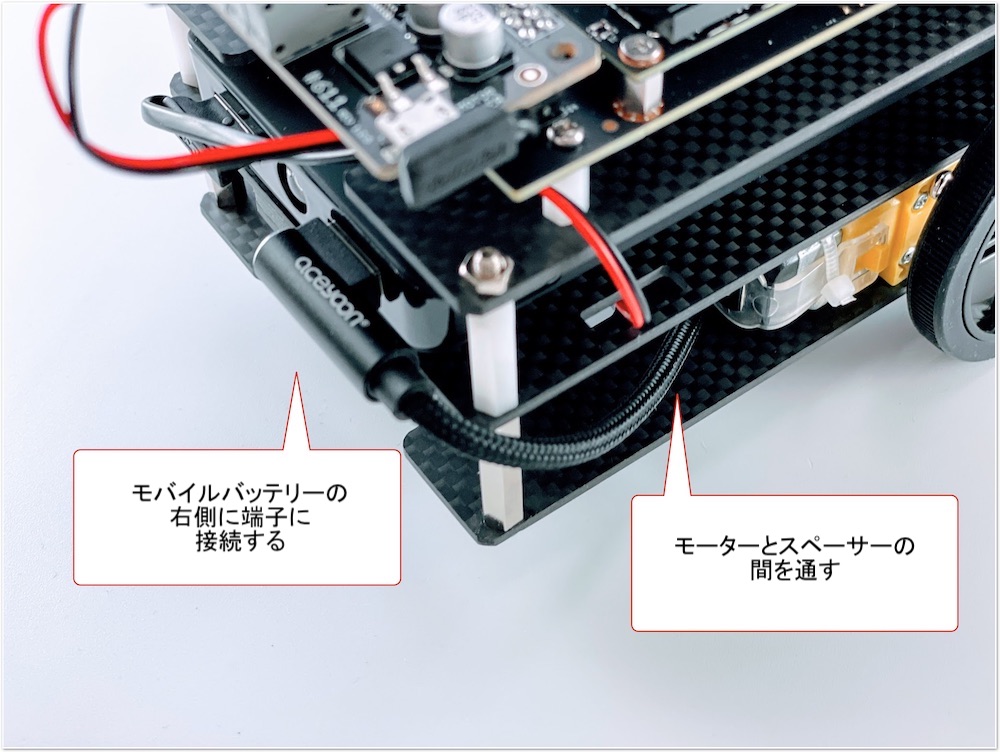 acescon®
モバイルバッテリーの
右側に端子に
接続する
モーターとスペーサーの
間を通す